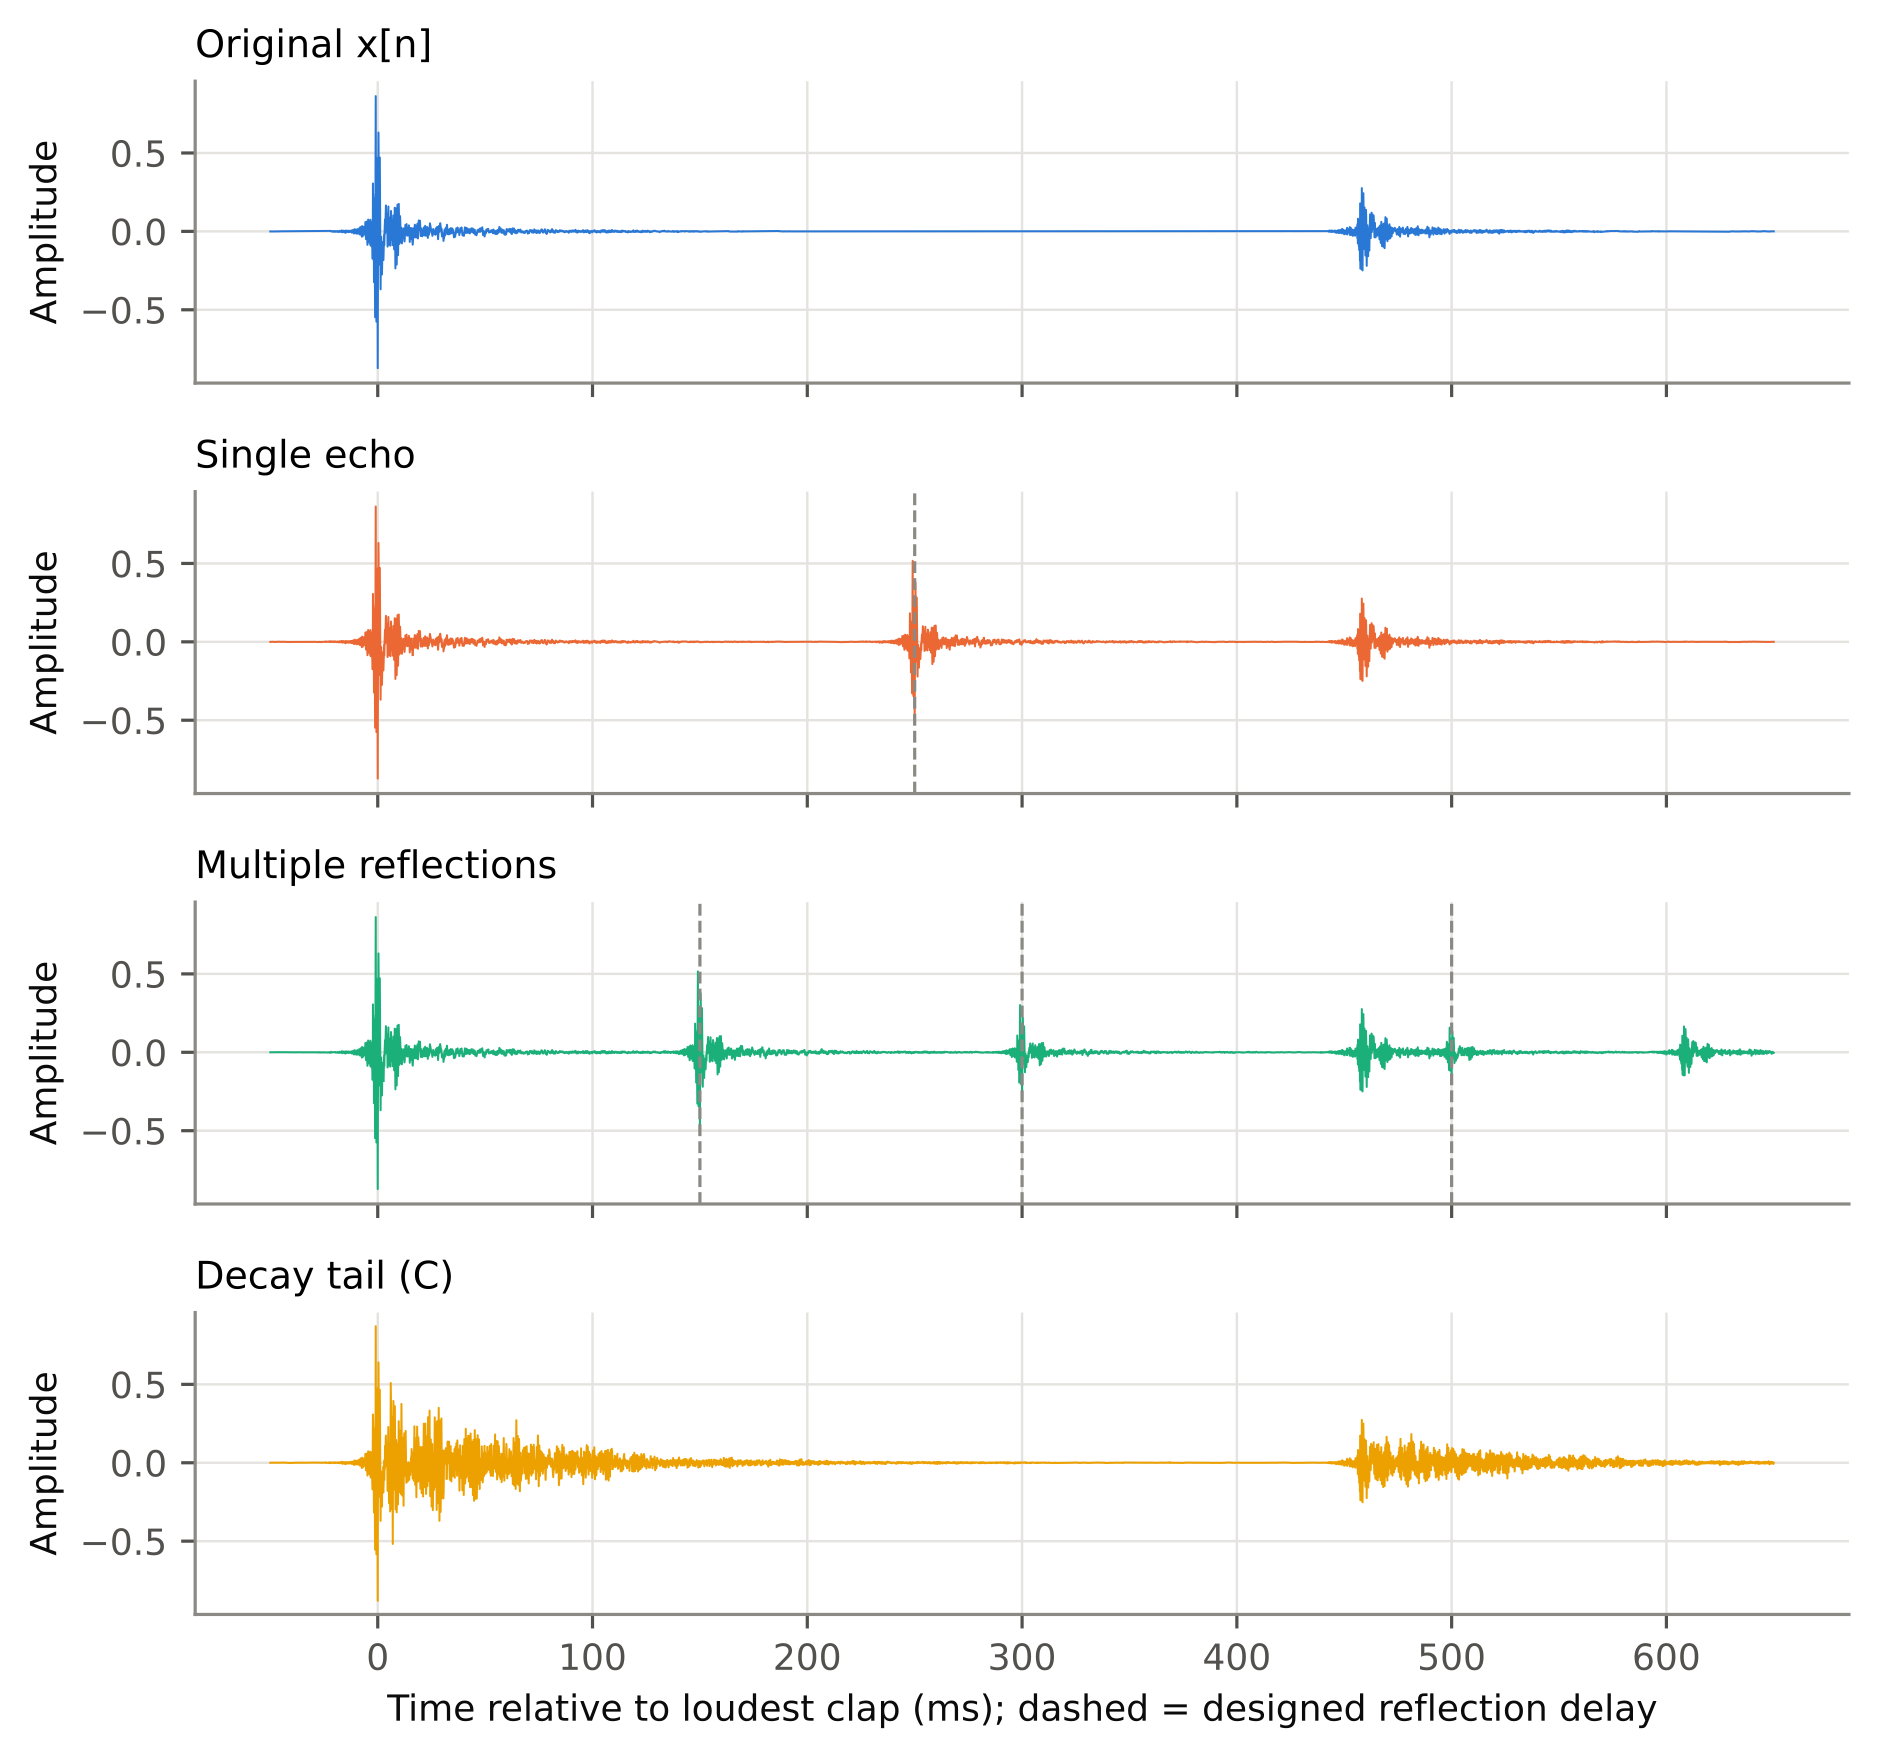 Original x[n]
Amplitude
0.5
0.0
−0.5
Single echo
Amplitude
0.5
0.0
−0.5
Multiple reflections
Amplitude
0.5
0.0
−0.5
Decay tail (C)
Amplitude
0.5
0.0
−0.5
0 100 200 300 400 500 600
Time relative to loudest clap (ms); dashed = designed reflection delay